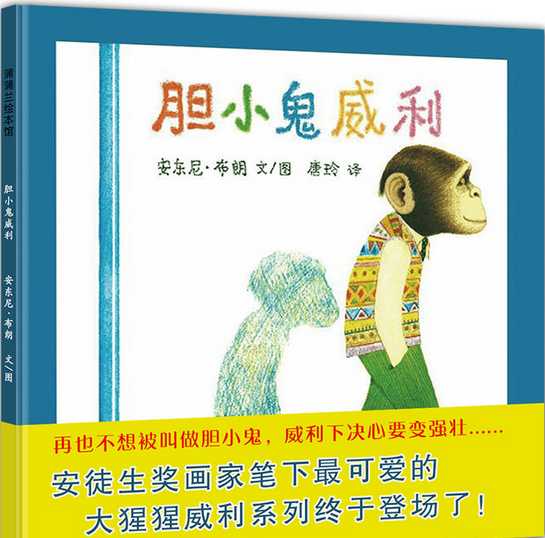 蒲蒲兰绘本馆
胆小鬼威利
安东尼·布朗 文/图
胆小鬼威利
安东尼·布朗 文/图 唐玲 译
再也不想被叫做胆小鬼，威利下决心要变强壮......
安徒生奖画家笔下最可爱的
大猩猩威利系列终于登场了！